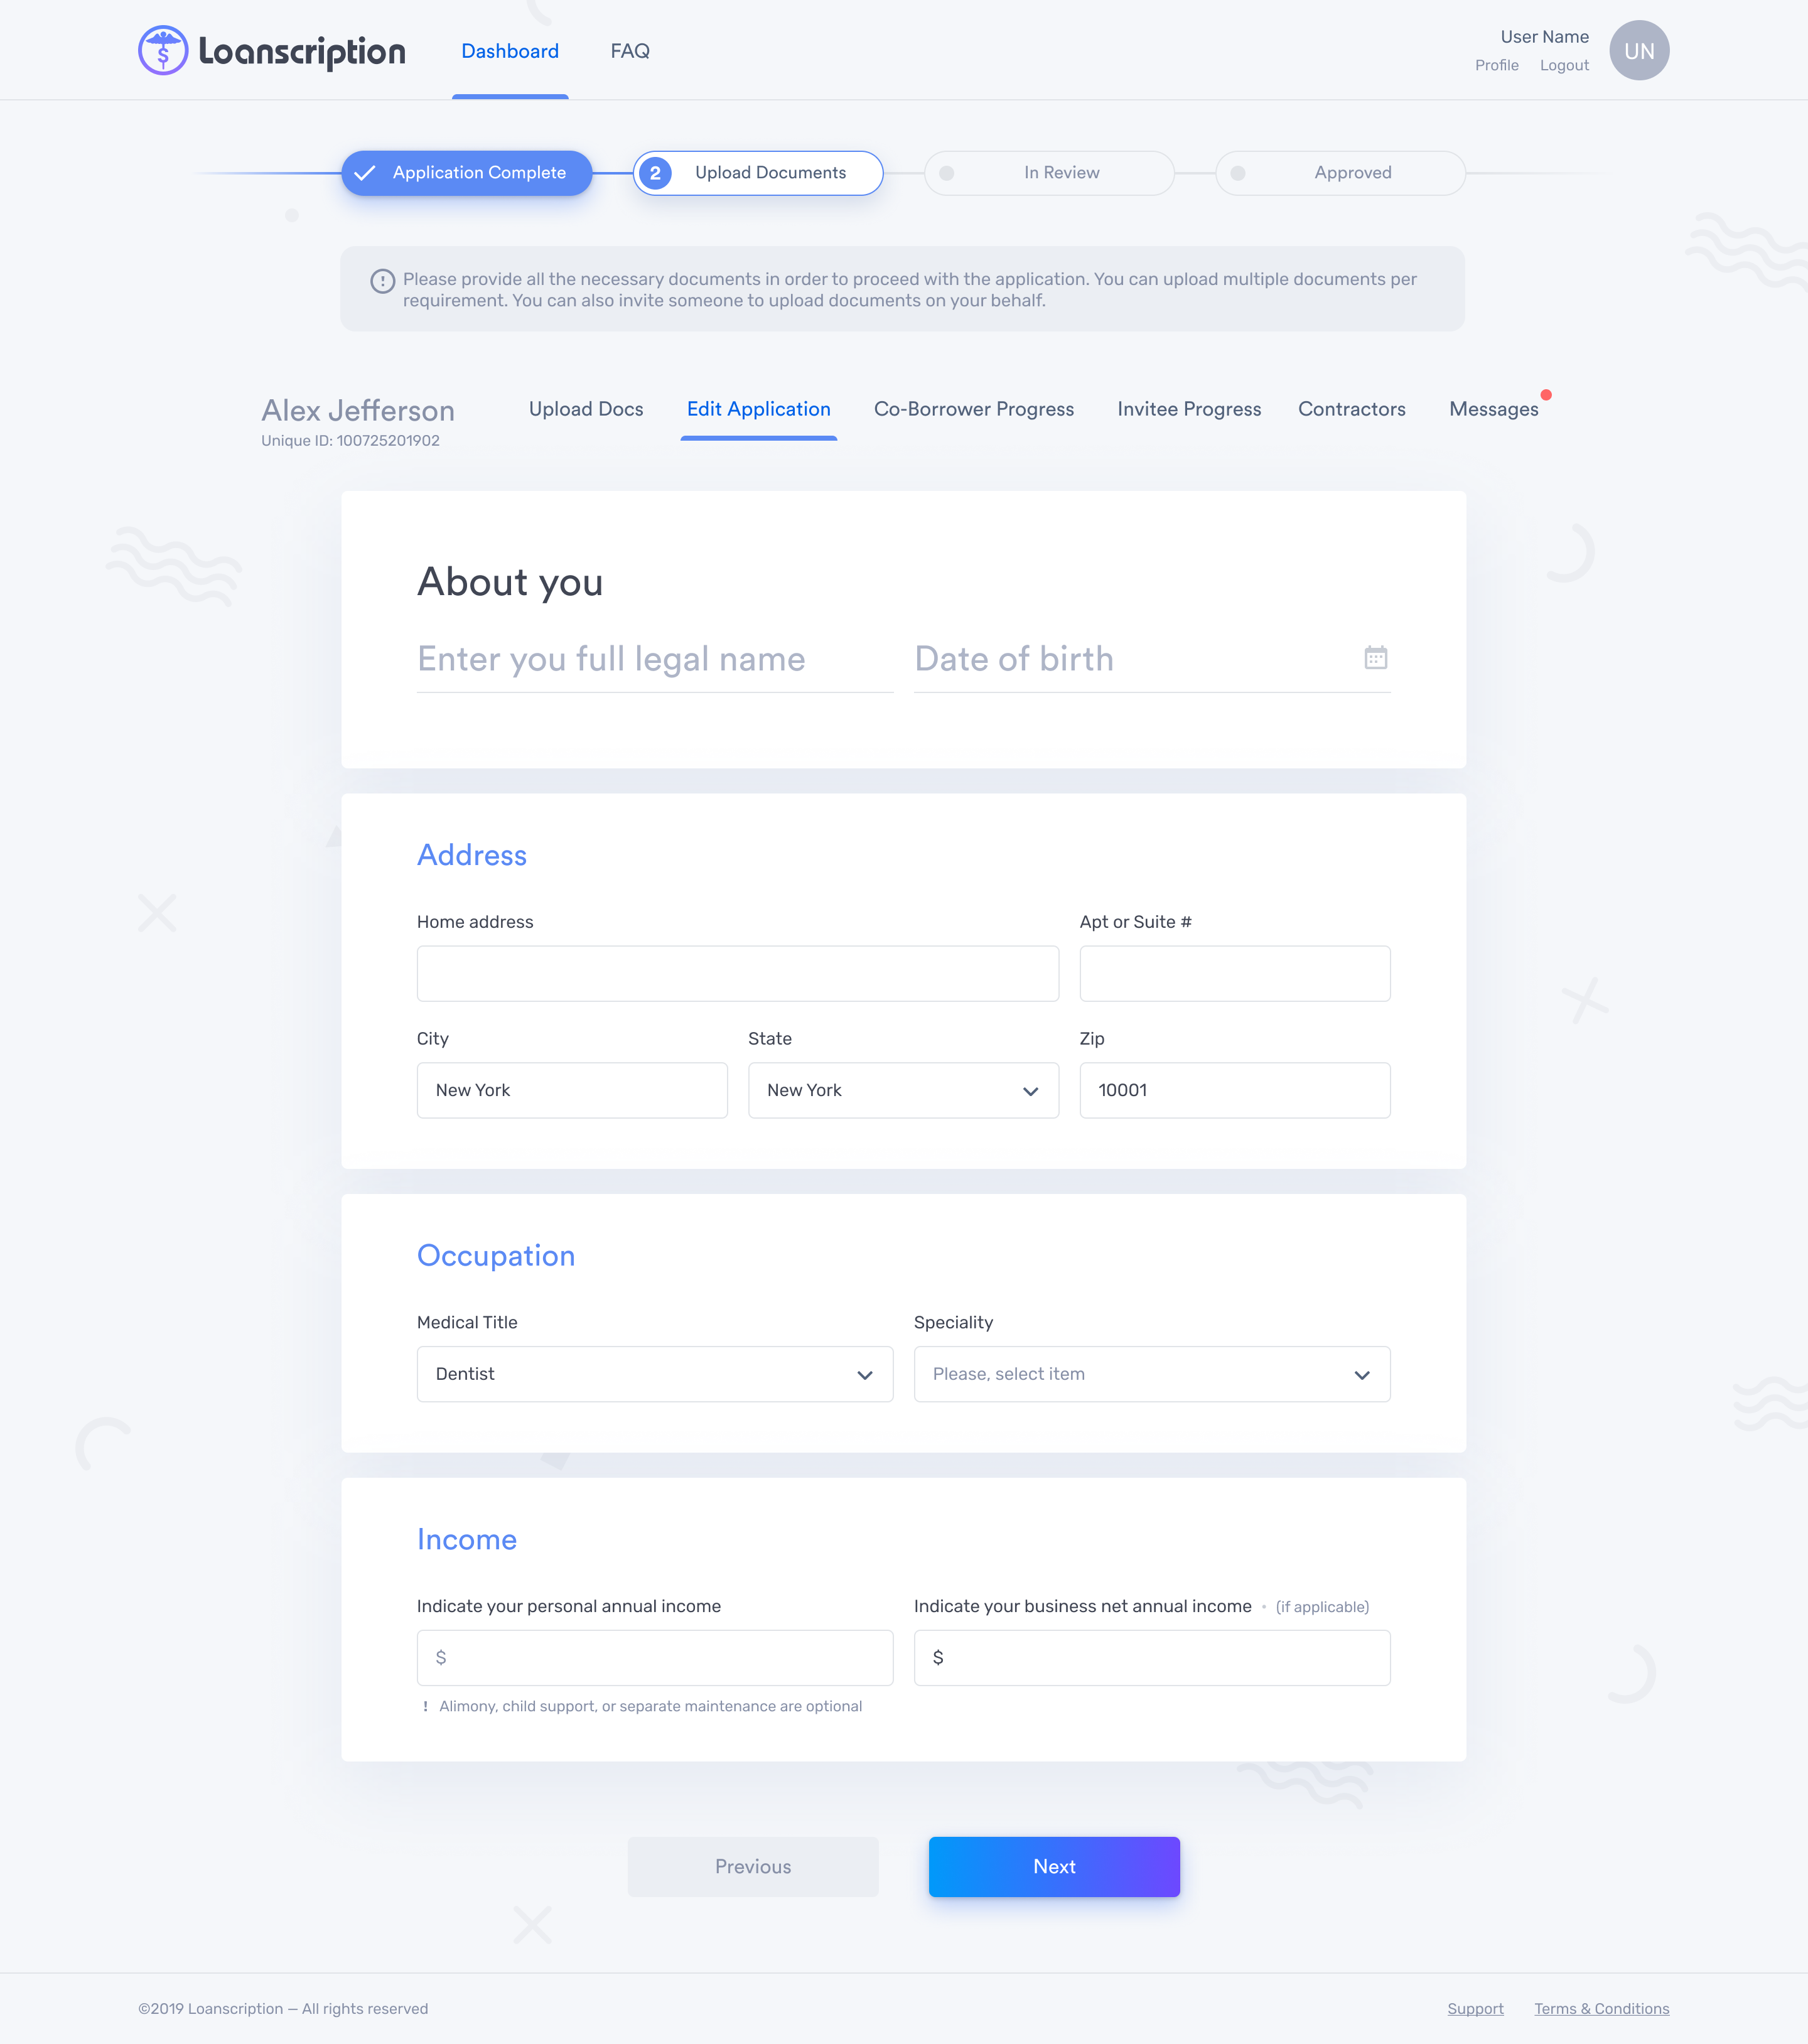 Loanscription
Dashboard
FAQ
User Name
Profile Logout
UN
Application Complete
2 Upload Documents
In Review
Approved
Please provide all the necessary documents in order to proceed with the application. You can upload multiple documents per
requirement. You can also invite someone to upload documents on your behalf.
Alex Jefferson
Unique ID: 100725201902
Upload Docs
Edit Application
Co-Borrower Progress
Invitee Progress
Contractors
Messages
About you
Enter you full legal name
Date of birth
Address
Home address
Apt or Suite #
City
State
Zip
New York
New York
10001
Occupation
Medical Title
Speciality
Dentist
Please, select item
Income
Indicate your personal annual income
Indicate your business net annual income • (if applicable)
$
$
! Alimony, child support, or separate maintenance are optional
Previous
Next
©2019 Loanscription — All rights reserved
Support
Terms & Conditions